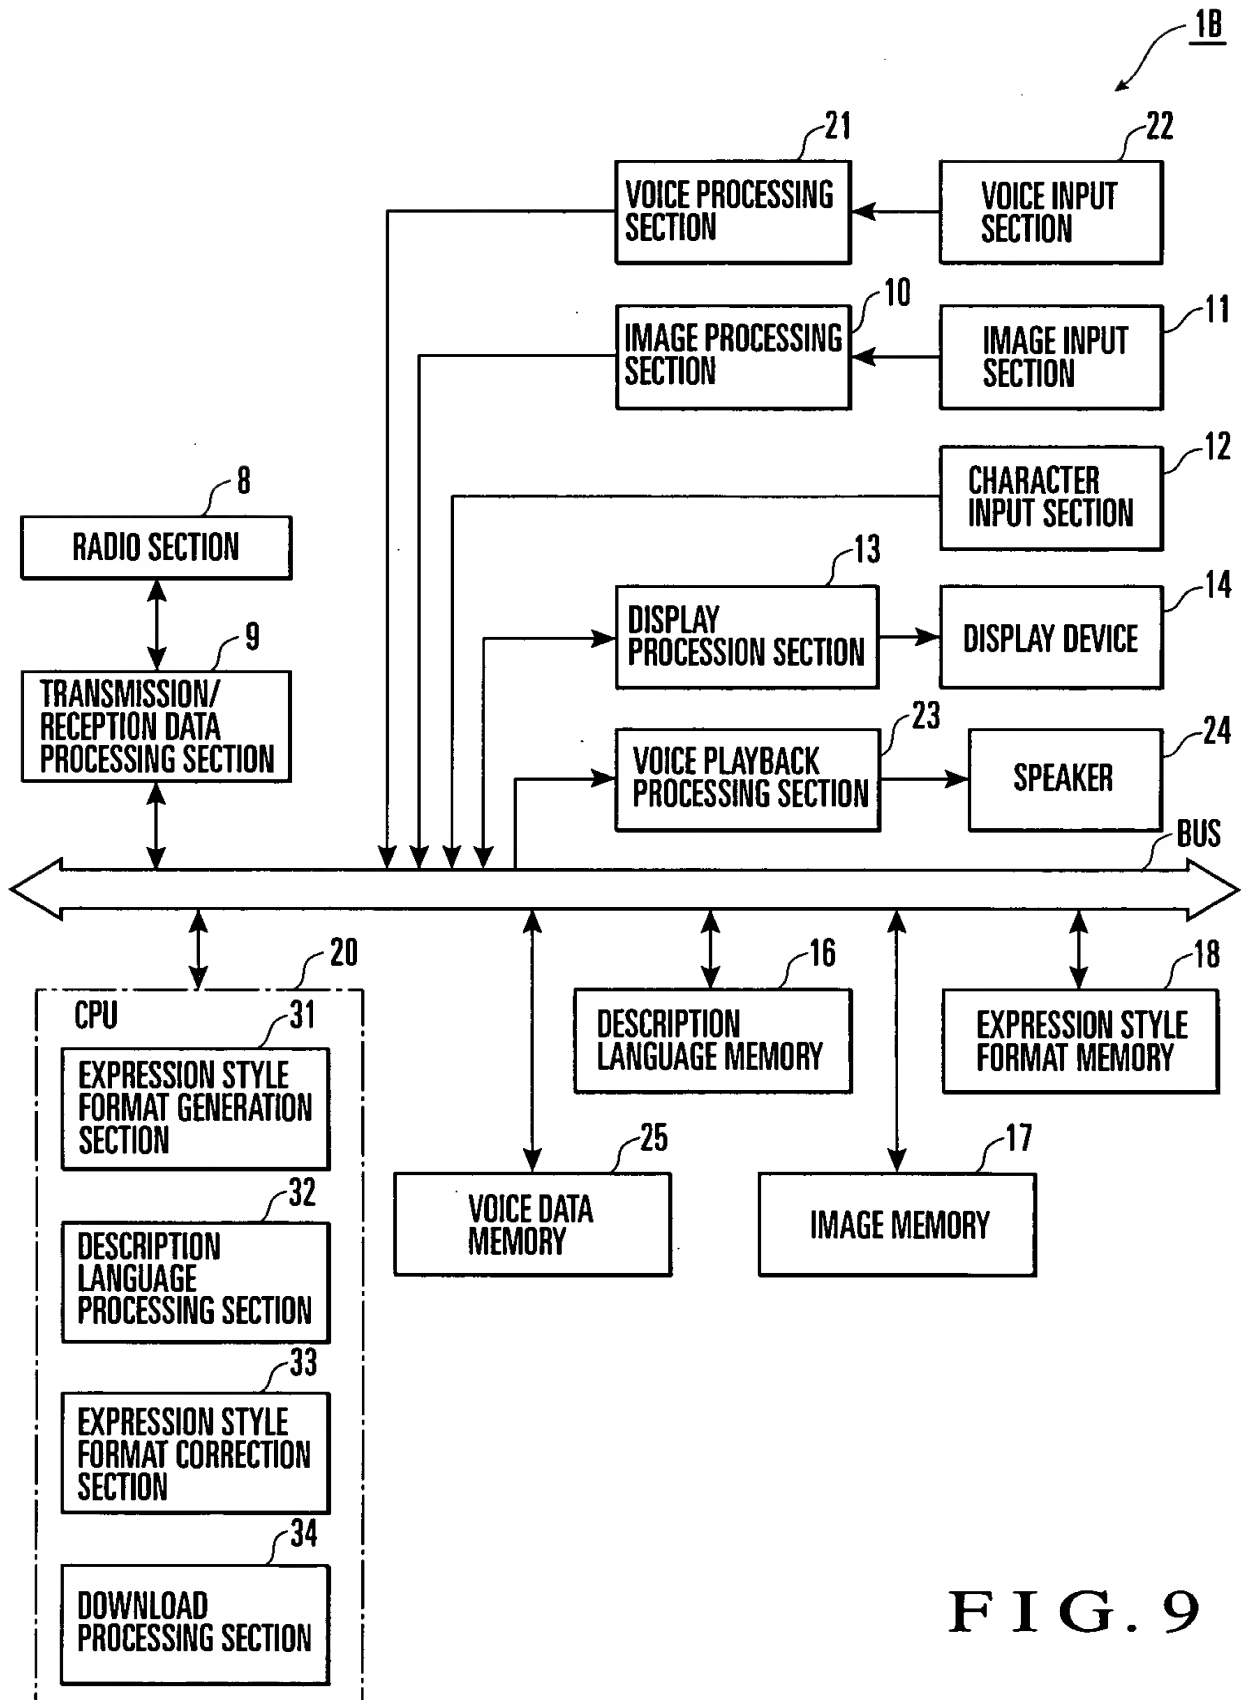 1B
21
22
VOICE PROCESSING
SECTION
VOICE INPUT
SECTION
10
11
IMAGE PROCESSING
SECTION
IMAGE INPUT
SECTION
12
CHARACTER
INPUT SECTION
8
RADIO SECTION
13
14
DISPLAY
PROCESSION SECTION
DISPLAY DEVICE
9
TRANSMISSION/
RECEPTION DATA
PROCESSING SECTION
23
24
VOICE PLAYBACK
PROCESSING SECTION
SPEAKER
BUS
20
CPU
31
EXPRESSION STYLE
FORMAT GENERATION
SECTION
16
DESCRIPTION
LANGUAGE MEMORY
18
EXPRESSION STYLE
FORMAT MEMORY
25
VOICE DATA
MEMORY
17
IMAGE MEMORY
32
DESCRIPTION
LANGUAGE
PROCESSING SECTION
33
EXPRESSION STYLE
FORMAT CORRECTION
SECTION
34
DOWNLOAD
PROCESSING SECTION
FIG. 9